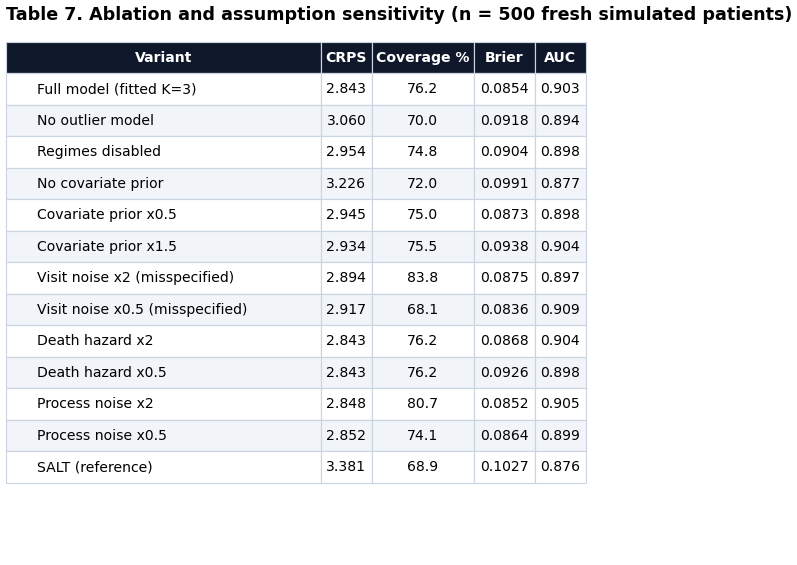 Table 7. Ablation and assumption sensitivity (n = 500 fresh simulated patients)
Variant CRPS Coverage % Brier AUC
Full model (fitted K=3) 2.843 76.2 0.0854 0.903
No outlier model 3.060 70.0 0.0918 0.894
Regimes disabled 2.954 74.8 0.0904 0.898
No covariate prior 3.226 72.0 0.0991 0.877
Covariate prior x0.5 2.945 75.0 0.0873 0.898
Covariate prior x1.5 2.934 75.5 0.0938 0.904
Visit noise x2 (misspecified) 2.894 83.8 0.0875 0.897
Visit noise x0.5 (misspecified) 2.917 68.1 0.0836 0.909
Death hazard x2 2.843 76.2 0.0868 0.904
Death hazard x0.5 2.843 76.2 0.0926 0.898
Process noise x2 2.848 80.7 0.0852 0.905
Process noise x0.5 2.852 74.1 0.0864 0.899
SALT (reference) 3.381 68.9 0.1027 0.876